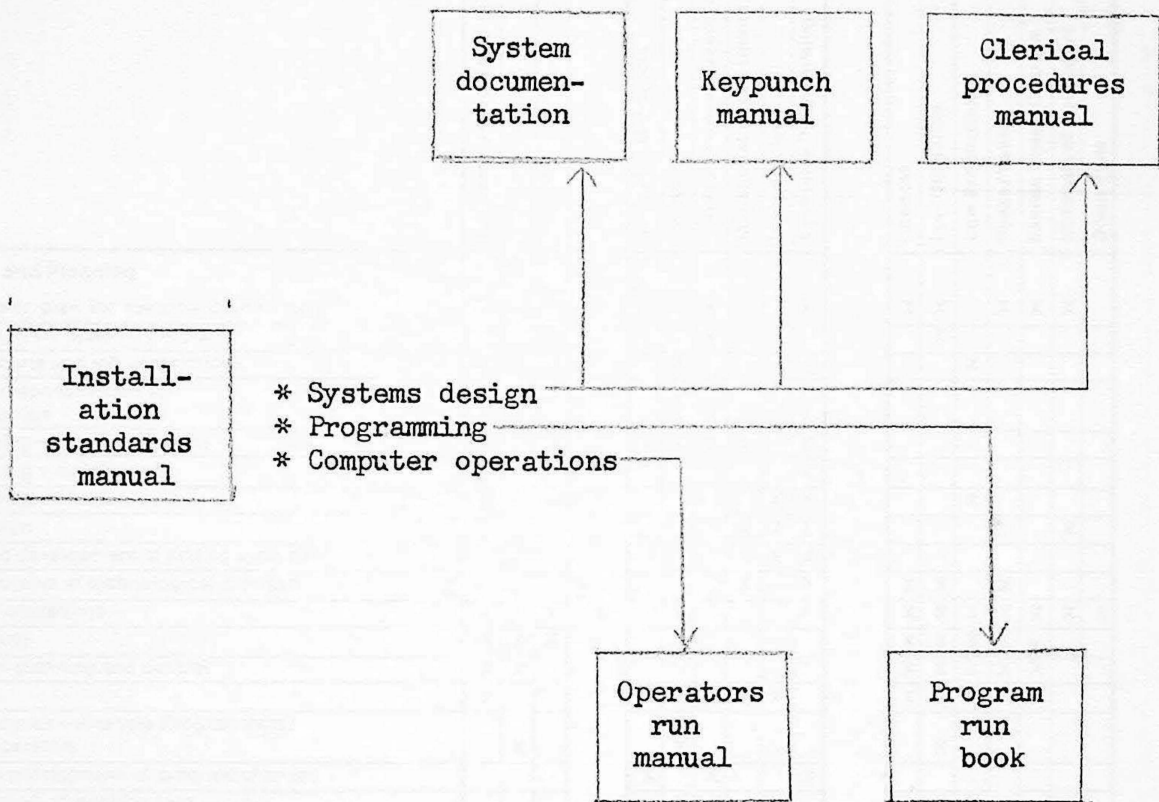 System
documen-
tation
Keypunch
manual
Clerical
procedures
manual
Install-
ation
standards
manual
* Systems design
* Programming
* Computer operations
Operators
run
manual
Program
run
book